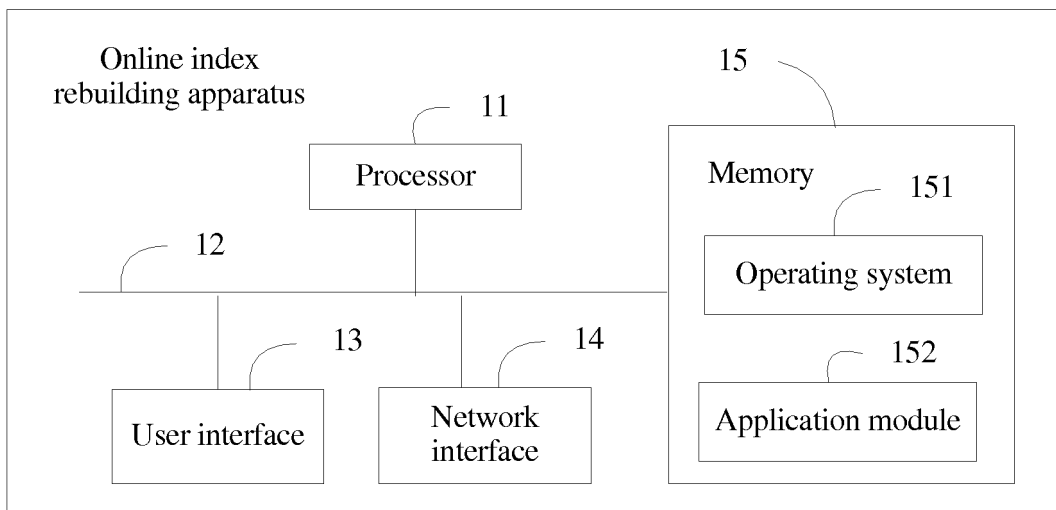 Online index
rebuilding apparatus
11
Processor
12
13
User interface
14
Network
interface
15
Memory
151
Operating system
152
Application module